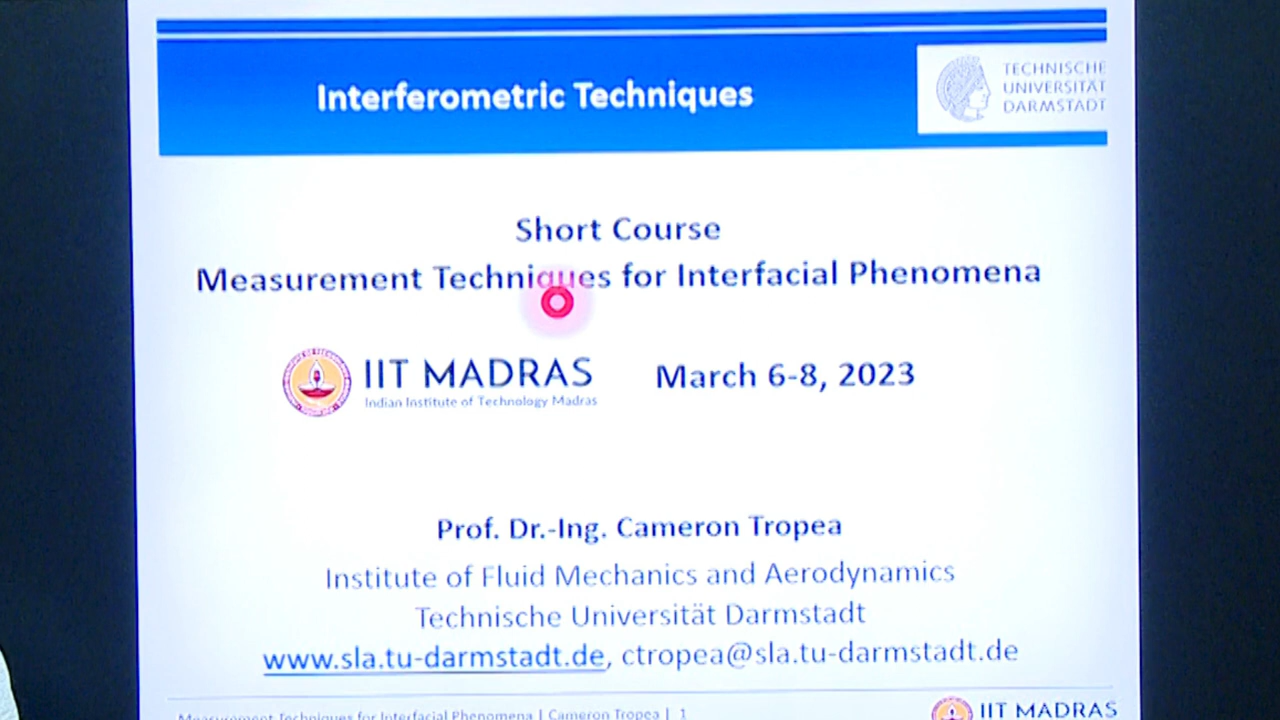 Interferometric Techniques
TECHNISCHE
UNIVERSITÄT
DARMSTADT
Short Course
Measurement Techniques for Interfacial Phenomena
IIT MADRAS
Indian Institute of Technology Madras
March 6-8, 2023
Prof. Dr.-Ing. Cameron Tropea
Institute of Fluid Mechanics and Aerodynamics
Technische Universität Darmstadt
www.sla.tu-darmstadt.de, ctropea@sla.tu-darmstadt.de
Measurement Techniques for Interfacial Phenomena | Cameron Tropea | 1
IIT MADRAS